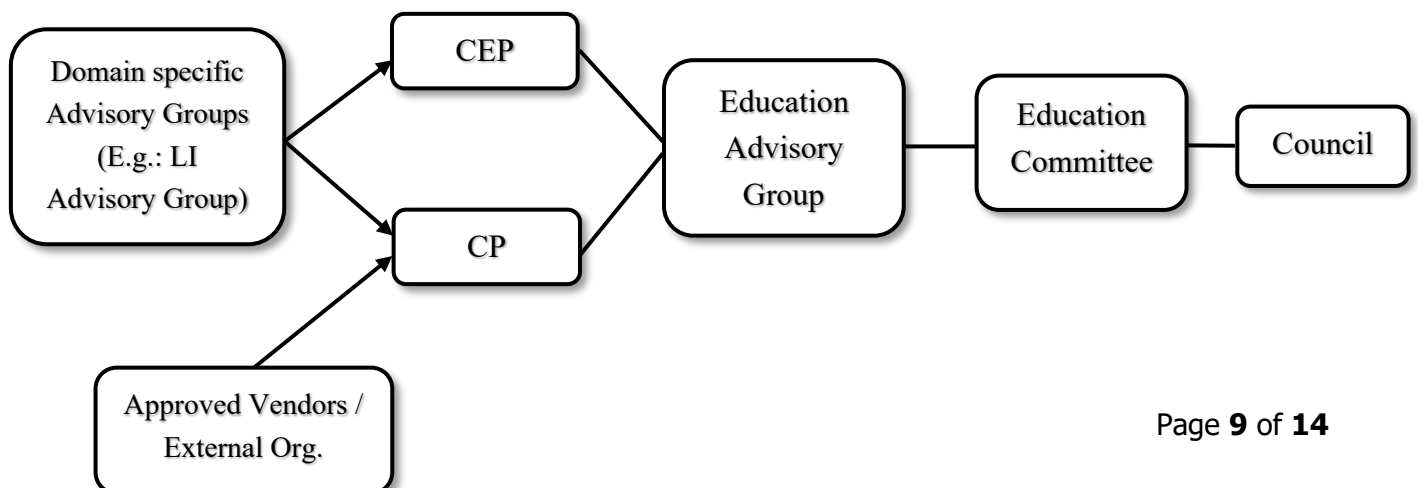 Domain specific
Advisory Groups
(E.g.: LI
Advisory Group)
CEP
CP
Education
Advisory
Group
Education
Committee
Council
Approved Vendors /
External Org.
Page 9 of 14